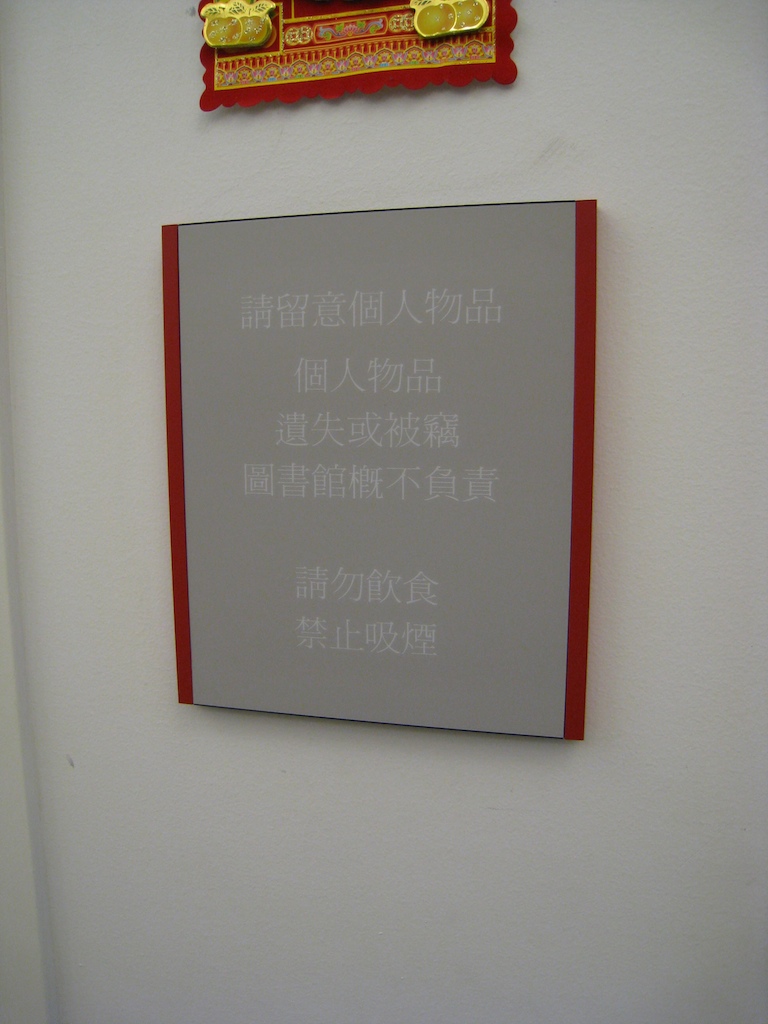 請留意個人物品
個人物品
遺失或被竊
圖書館概不負責
請勿飲食
禁止吸煙